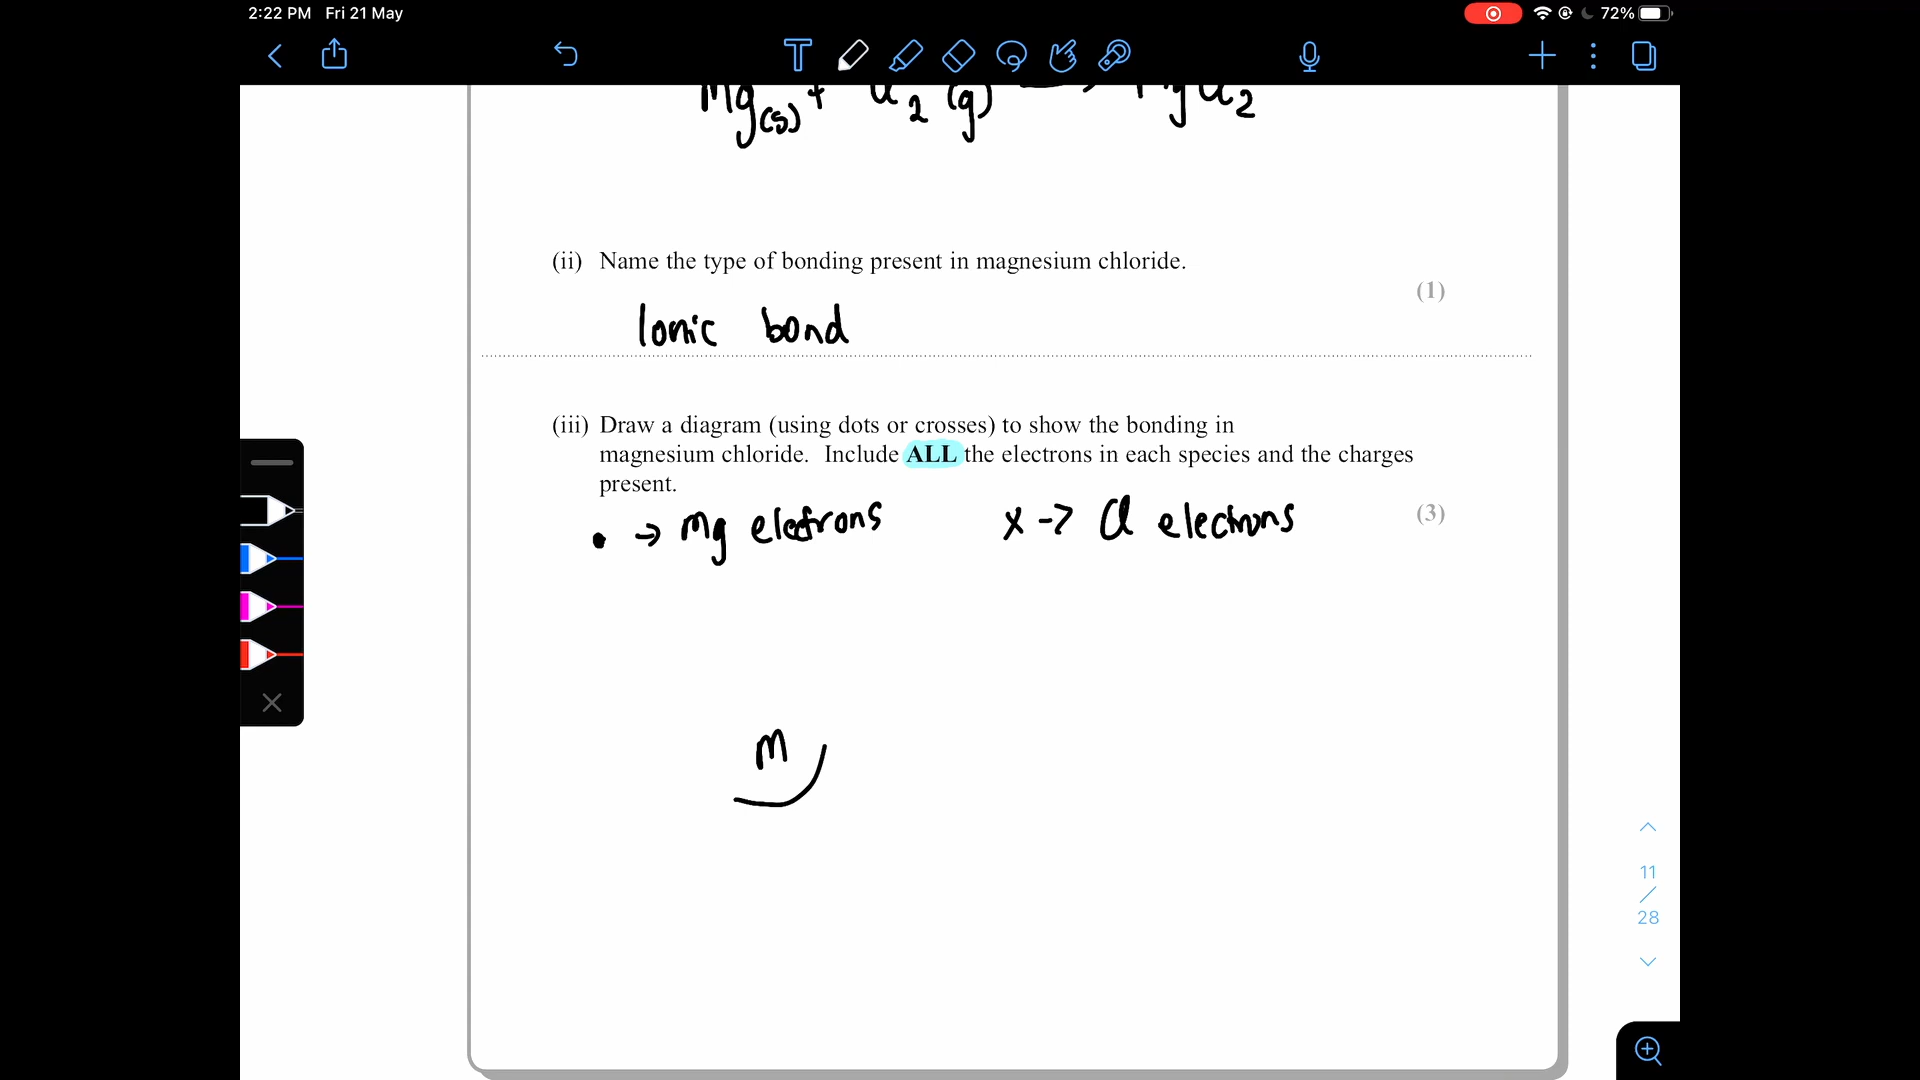 2:22 PM Fri 21 May
72%
T
Mg(s) + Cl2 (g) → MgCl2
(ii) Name the type of bonding present in magnesium chloride.
(1)
Ionic bond
(iii) Draw a diagram (using dots or crosses) to show the bonding in
magnesium chloride. Include ALL the electrons in each species and the charges
present.
• → Mg electrons x → Cl electrons
(3)
M
11
/
28